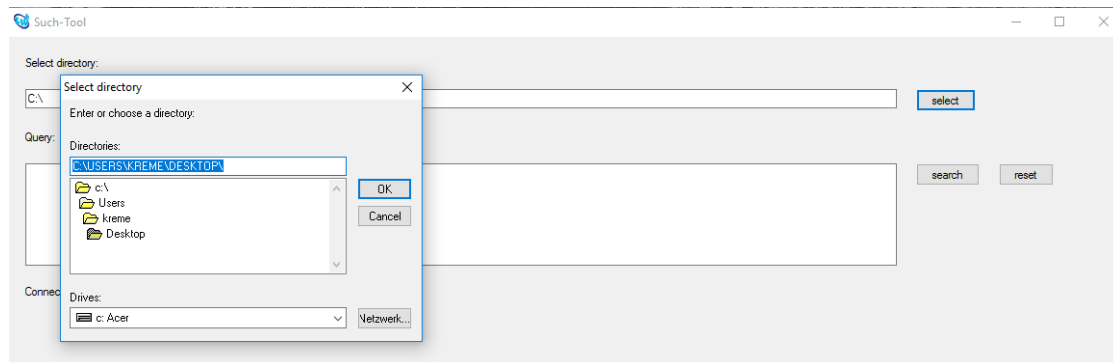 Such-Tool
Select directory:
C:\
select
Query:
search
reset
Connec
Select directory
Enter or choose a directory:
Directories:
C:\USERS\KREME\DESKTOP\
c:\
Users
kreme
Desktop
OK
Cancel
Drives:
c: Acer
Netzwerk...